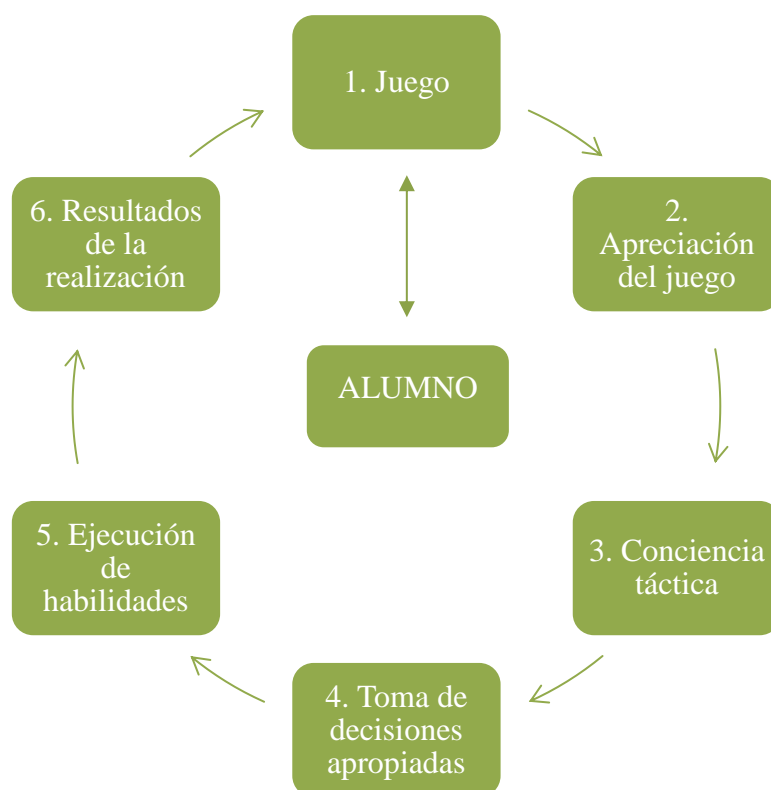 1. Juego
2.
Apreciación
del juego
3. Conciencia
táctica
4. Toma de
decisiones
apropiadas
5. Ejecución
de
habilidades
6. Resultados
de la
realización
ALUMNO